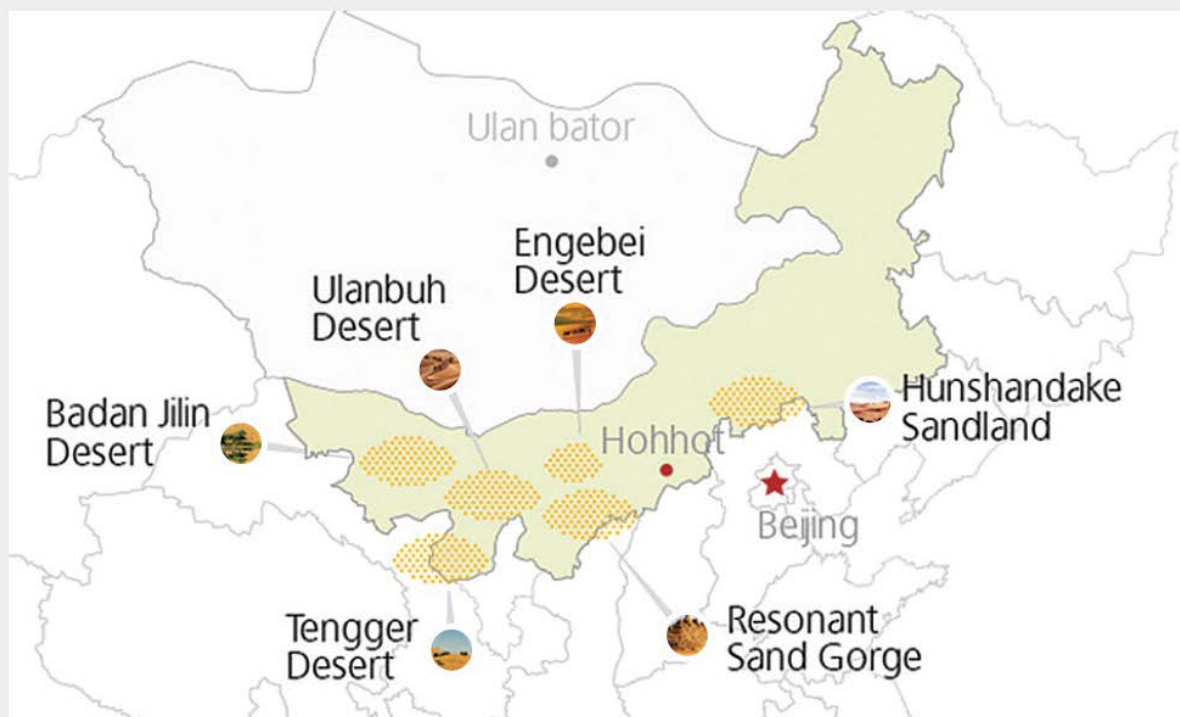 Ulan bator
Engebei
Desert
Ulanbuh
Desert
Badan Jilin
Desert
Hohhot
Hunshandake
Sandland
Beijing
Tengger
Desert
Resonant
Sand Gorge